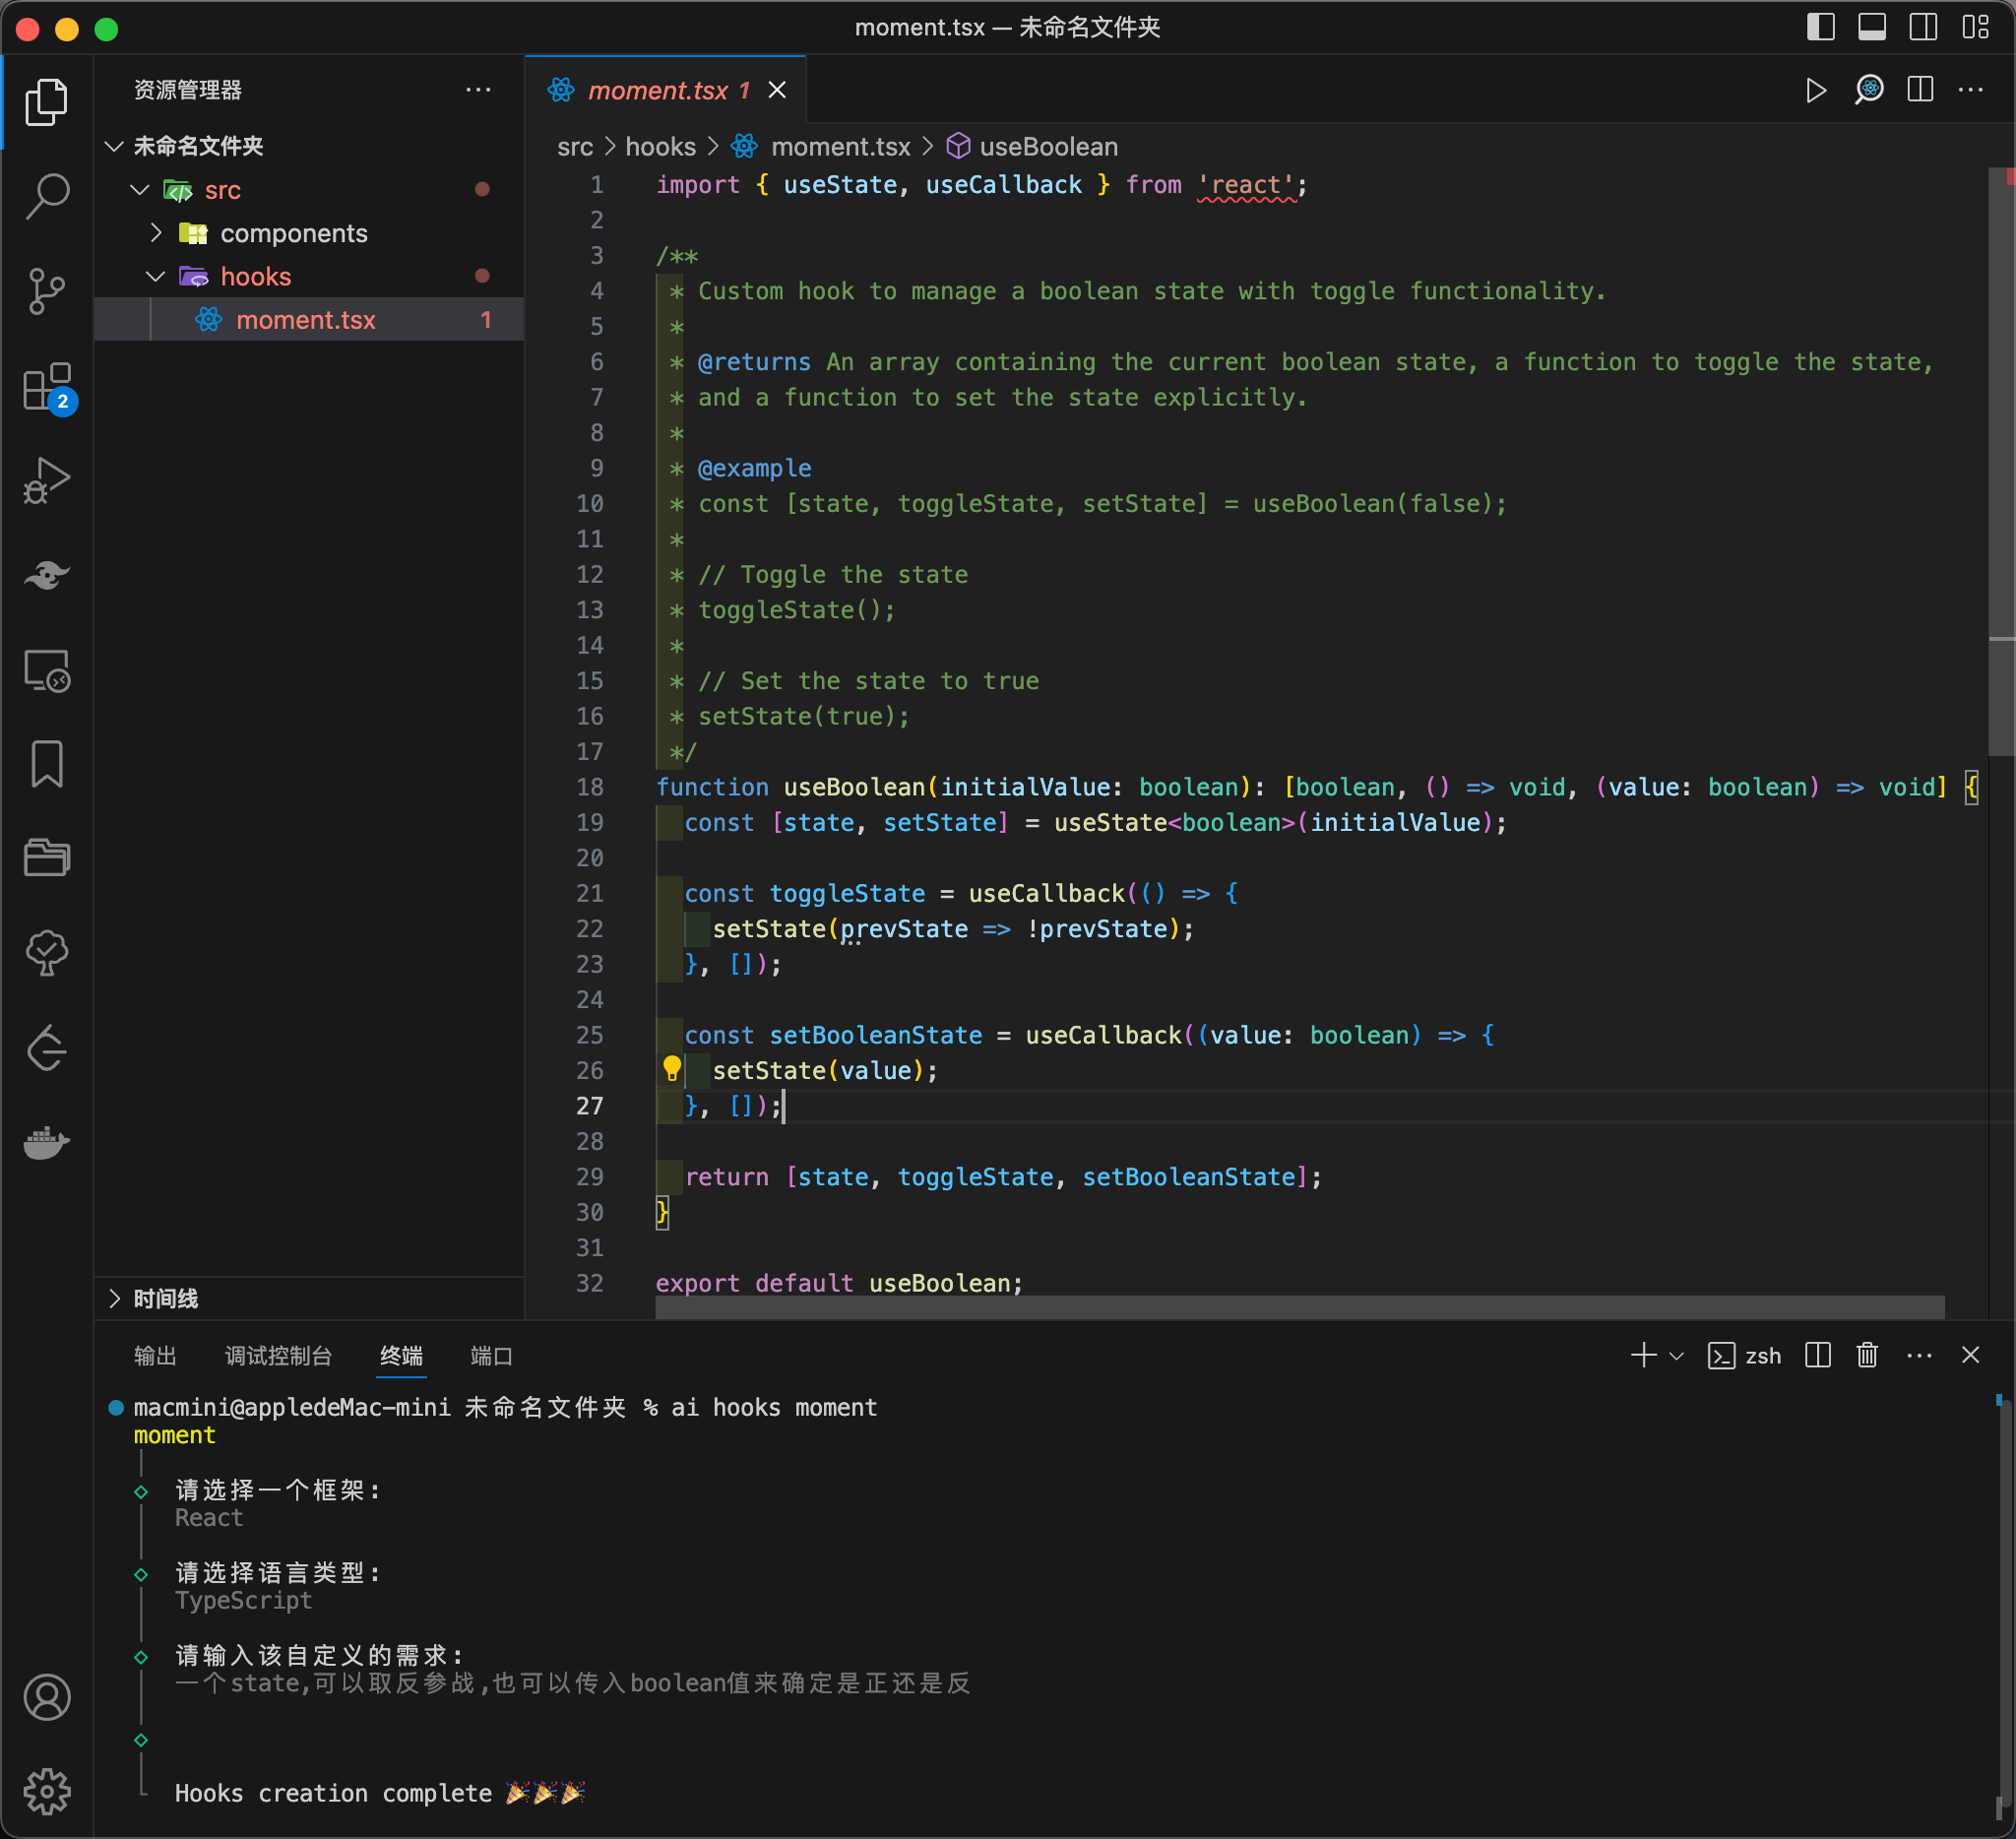 moment.tsx — 未命名文件夹
资源管理器
未命名文件夹
src
components
hooks
moment.tsx 1
2
时间线
moment.tsx 1
src > hooks > moment.tsx > useBoolean
1 import { useState, useCallback } from 'react';
2
3 /**
4 * Custom hook to manage a boolean state with toggle functionality.
5 *
6 * @returns An array containing the current boolean state, a function to toggle the state,
7 * and a function to set the state explicitly.
8 *
9 * @example
10 * const [state, toggleState, setState] = useBoolean(false);
11 *
12 * // Toggle the state
13 * toggleState();
14 *
15 * // Set the state to true
16 * setState(true);
17 */
18 function useBoolean(initialValue: boolean): [boolean, () => void, (value: boolean) => void] {
19 const [state, setState] = useState<boolean>(initialValue);
20
21 const toggleState = useCallback(() => {
22 setState(prevState => !prevState);
23 }, []);
24
25 const setBooleanState = useCallback((value: boolean) => {
26 setState(value);
27 }, []);
28
29 return [state, toggleState, setBooleanState];
30 }
31
32 export default useBoolean;
输出 调试控制台 终端 端口
zsh
macmini@appledeMac-mini 未命名文件夹 % ai hooks moment
moment
请选择一个框架:
React
请选择语言类型:
TypeScript
请输入该自定义的需求:
一个state,可以取反参战,也可以传入boolean值来确定是正还是反
Hooks creation complete 🎉🎉🎉